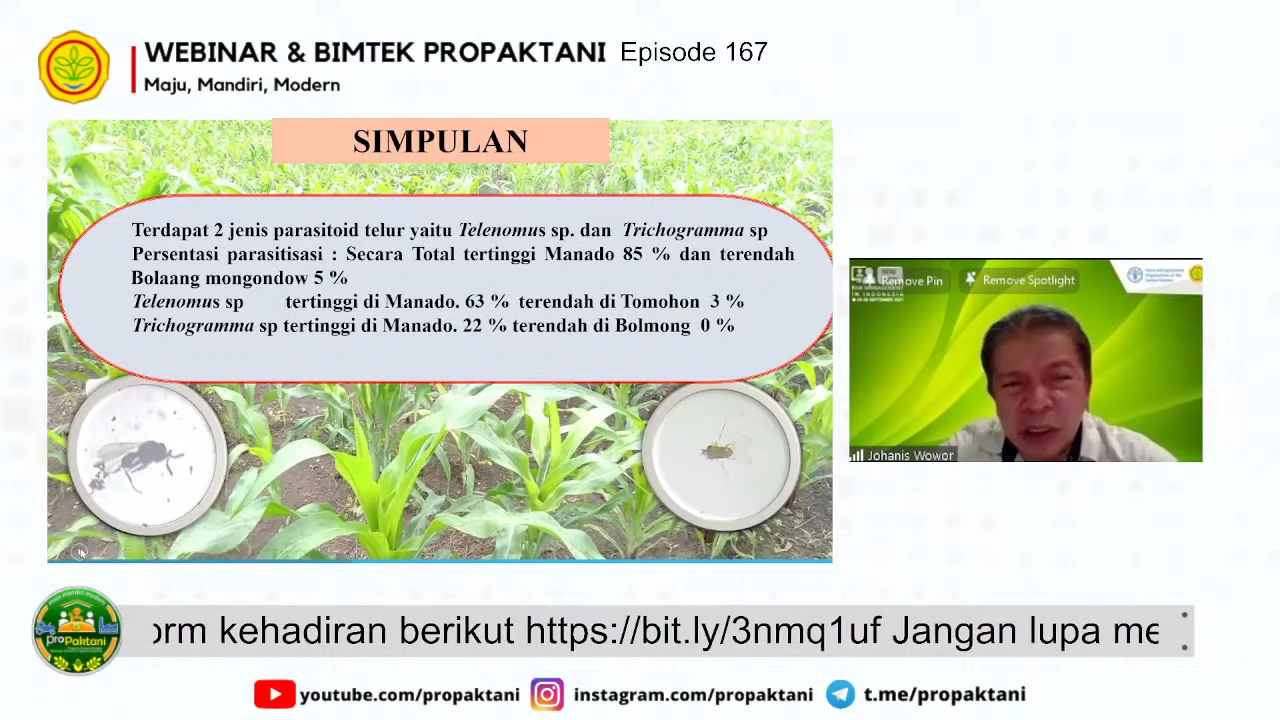 WEBINAR & BIMTEK PROPAKTANI Episode 167
Maju, Mandiri, Modern
SIMPULAN
Terdapat 2 jenis parasitoid telur yaitu Telenomus sp. dan Trichogramma sp
Persentasi parasitisasi : Secara Total tertinggi Manado 85 % dan terendah
Bolaang mongondow 5 %
Telenomus sp tertinggi di Manado. 63 % terendah di Tomohon 3 %
Trichogramma sp tertinggi di Manado. 22 % terendah di Bolmong 0 %
Remove Pin
Remove Spotlight
IN INDONESIA
Johanis Wowor
proPaktani
orm kehadiran berikut https://bit.ly/3nmq1uf Jangan lupa me
youtube.com/propaktani
instagram.com/propaktani
t.me/propaktani